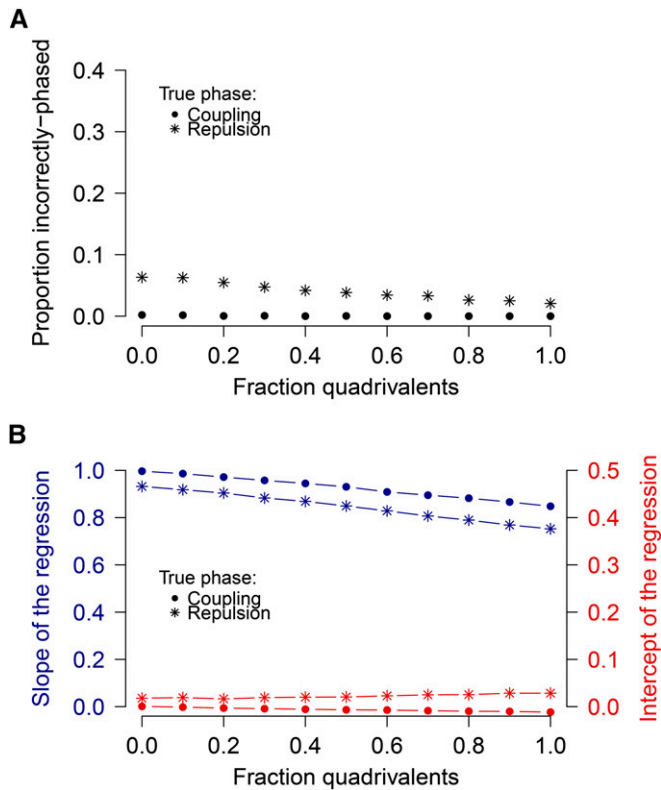 A
Proportion incorrectly−phased
0.4
0.3
0.2
0.1
0.0
True phase:
Coupling
Repulsion
0.0 0.2 0.4 0.6 0.8 1.0
Fraction quadrivalents
B
Slope of the regression
1.0
0.8
0.6
0.4
0.2
0.0
True phase:
Coupling
Repulsion
0.5
0.4
0.3
0.2
0.1
0.0
Intercept of the regression
0.0 0.2 0.4 0.6 0.8 1.0
Fraction quadrivalents